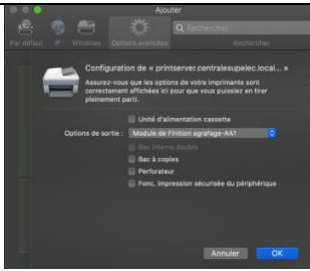 Ajouter
Rechercher
Par défaut IP Windows Options avancées Rechercher
Configuration de « printserver.centralesupelec.local... »
Assurez-vous que les options de votre imprimante sont
correctement affichées ici pour que vous puissiez en tirer
pleinement parti.
Unité d'alimentation cassette
Options de sortie : Module de Finition agrafage-AA1
Bac interne double
Bac à copies
Perforateur
Fonc. impression sécurisée du périphérique
Annuler OK